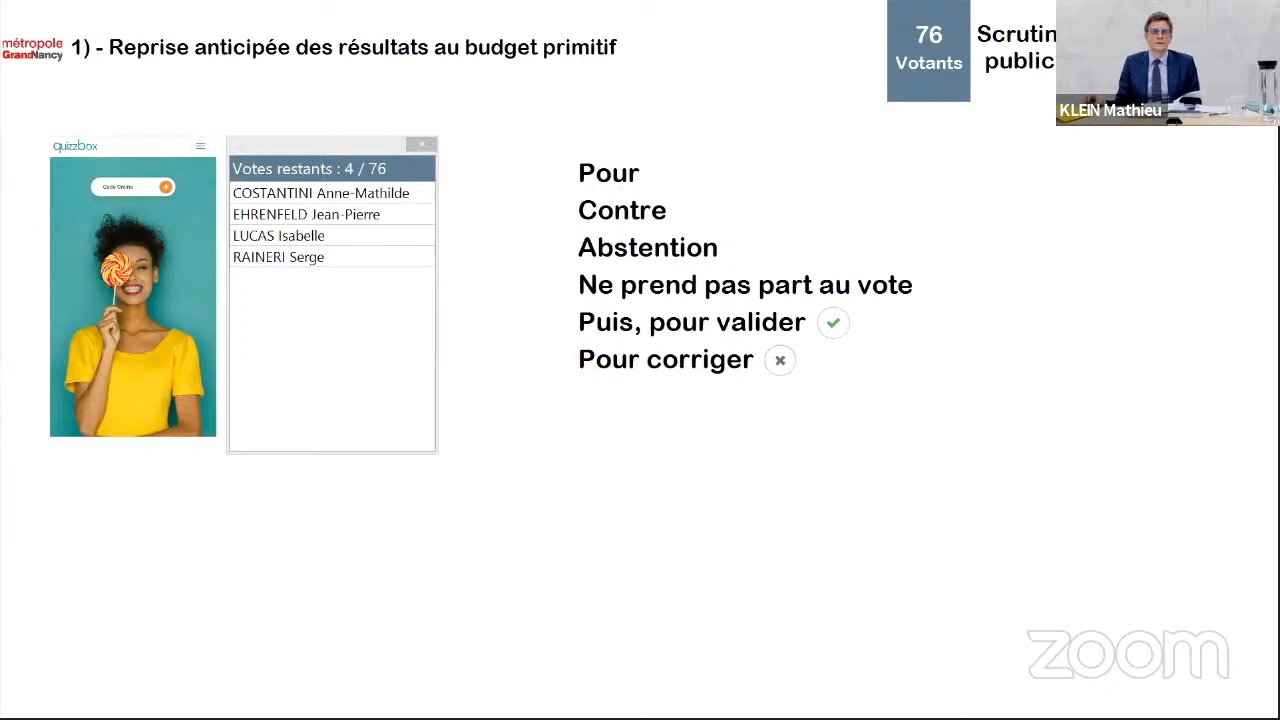 métropole
GrandNancy
1) - Reprise anticipée des résultats au budget primitif
76
Votants
Scrutin
public
KLEIN Mathieu
quizzbox
Code Online
Votes restants : 4 / 76
COSTANTINI Anne-Mathilde
EHRENFELD Jean-Pierre
LUCAS Isabelle
RAINERI Serge
Pour
Contre
Abstention
Ne prend pas part au vote
Puis, pour valider
Pour corriger
zoom